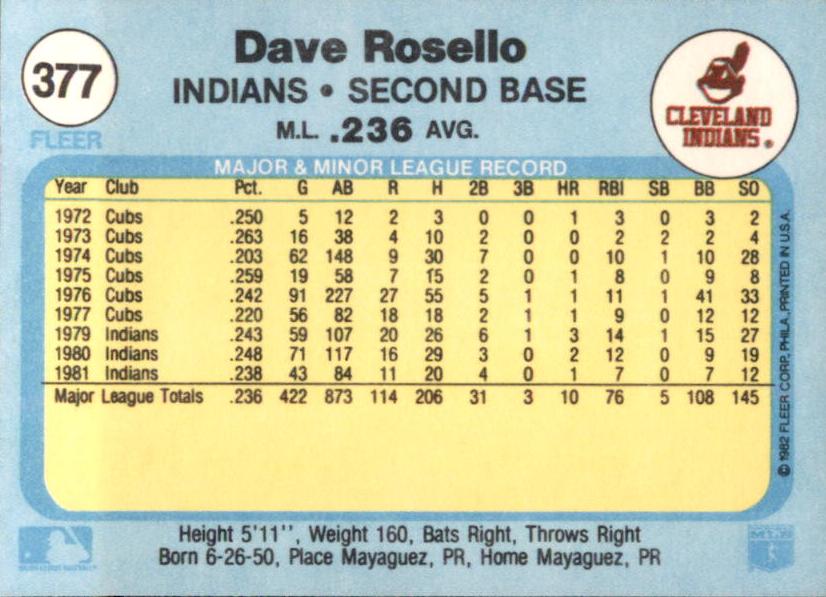 377
FLEER
Dave Rosello
INDIANS • SECOND BASE
M.L. .236 AVG.
CLEVELAND
INDIANS®
MAJOR & MINOR LEAGUE RECORD
Year Club Pct. G AB R H 2B 3B HR RBI SB BB SO
1972 Cubs .250 5 12 2 3 0 0 1 3 0 3 2
1973 Cubs .263 16 38 4 10 2 0 0 2 2 2 4
1974 Cubs .203 62 148 9 30 7 0 0 10 1 10 28
1975 Cubs .259 19 58 7 15 2 0 1 8 0 9 8
1976 Cubs .242 91 227 27 55 5 1 1 11 1 41 33
1977 Cubs .220 56 82 18 18 2 1 1 9 0 12 12
1979 Indians .243 59 107 20 26 6 1 3 14 1 15 27
1980 Indians .248 71 117 16 29 3 0 2 12 0 9 19
1981 Indians .238 43 84 11 20 4 0 1 7 0 7 12
Major League Totals .236 422 873 114 206 31 3 10 76 5 108 145
© 1982 FLEER CORP. PHILA. PRINTED IN U.S.A.
Height 5'11'', Weight 160, Bats Right, Throws Right
Born 6-26-50, Place Mayaguez, PR, Home Mayaguez, PR